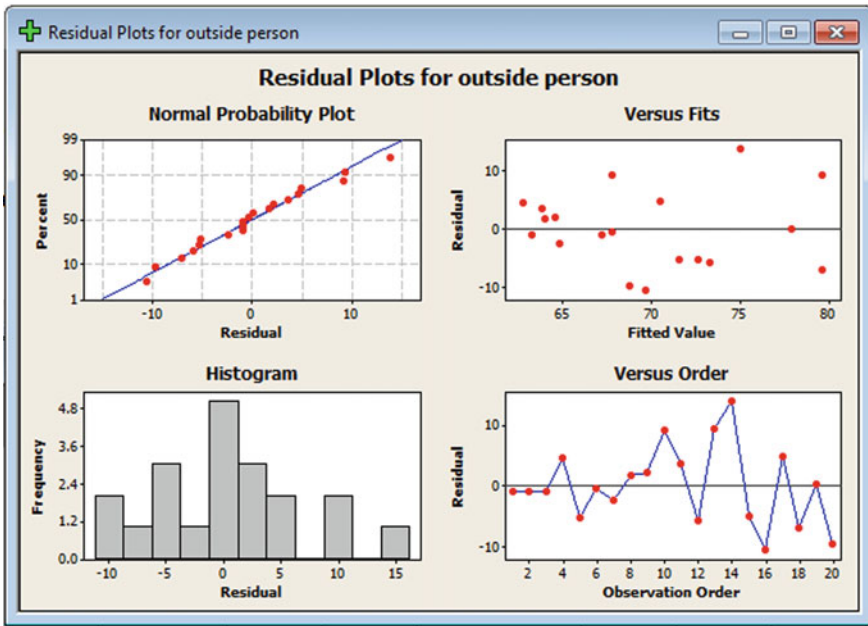 Residual Plots for outside person
Residual Plots for outside person
Normal Probability Plot
99
90
50
10
1
Percent
-10
0
10
Residual
Versus Fits
10
0
-10
Residual
65
70
75
80
Fitted Value
Histogram
4.8
3.6
2.4
1.2
0.0
Frequency
-10
-5
0
5
10
15
Residual
Versus Order
10
0
-10
Residual
2
4
6
8
10
12
14
16
18
20
Observation Order